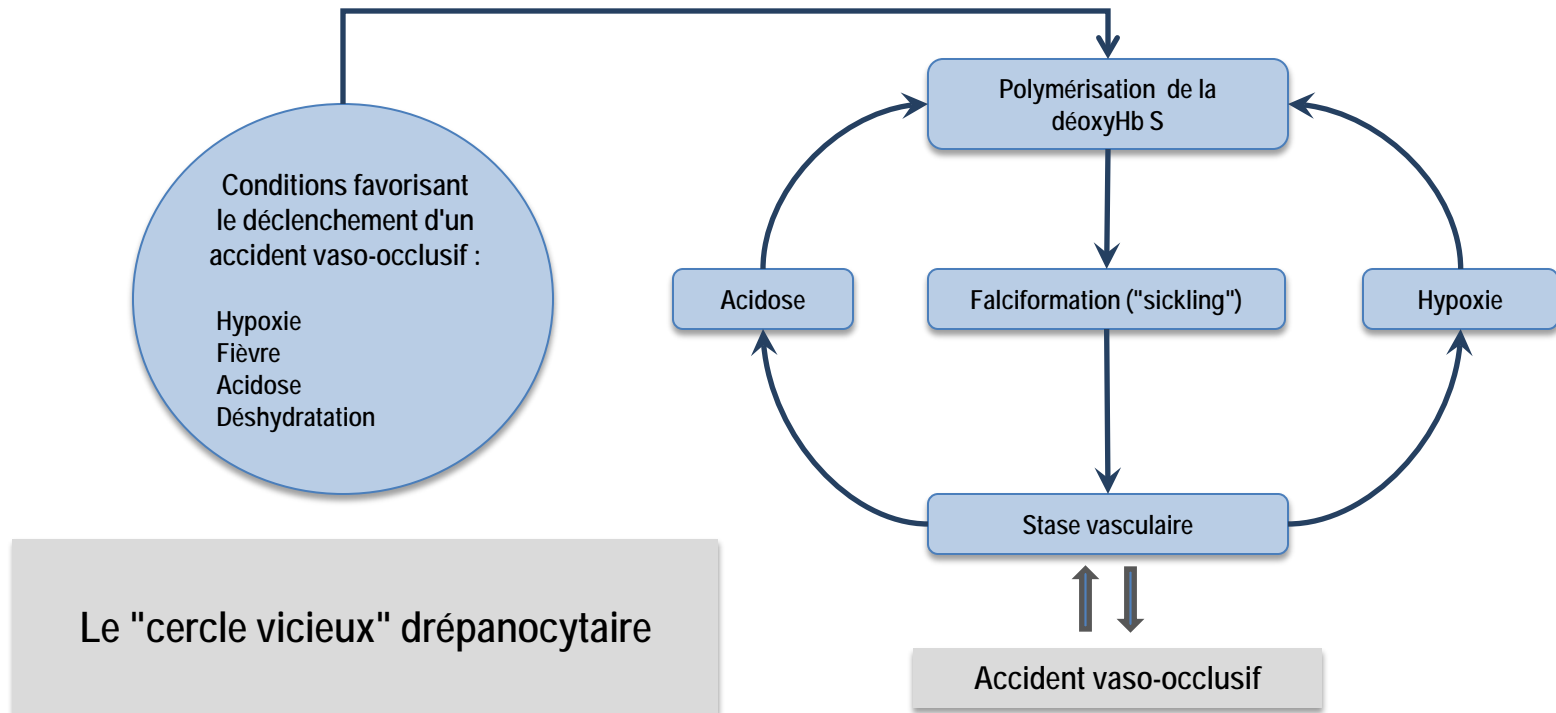 Conditions favorisant
le déclenchement d'un
accident vaso-occlusif :
Hypoxie
Fièvre
Acidose
Déshydratation
Polymérisation de la
déoxyHb S
Acidose
Falciformation ("sickling")
Hypoxie
Stase vasculaire
Le "cercle vicieux" drépanocytaire
Accident vaso-occlusif